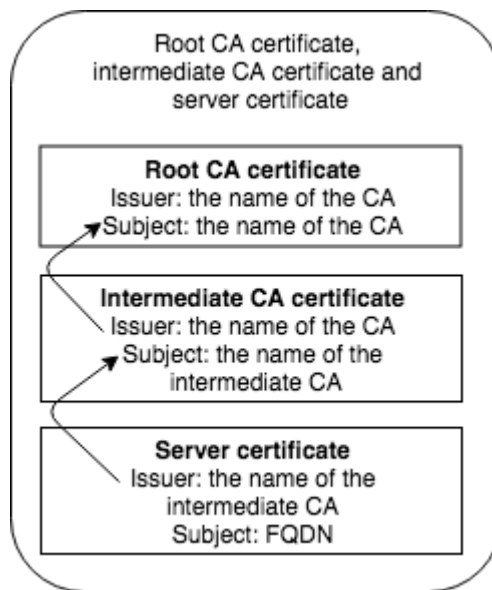 Root CA certificate,
intermediate CA certificate and
server certificate
Root CA certificate
Issuer: the name of the CA
Subject: the name of the CA
Intermediate CA certificate
Issuer: the name of the CA
Subject: the name of the
intermediate CA
Server certificate
Issuer: the name of the
intermediate CA
Subject: FQDN